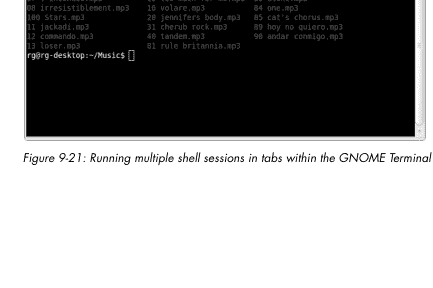 08 irresistiblement.mp3 10 volare.mp3 84 one.mp3
100 Stars.mp3 20 jennifers body.mp3 85 cat's chorus.mp3
11 jackadi.mp3 31 cherub rock.mp3 89 hoy no quiero.mp3
12 commando.mp3 40 tandem.mp3 90 andar conmigo.mp3
13 loser.mp3 81 rule britannia.mp3
rg@rg-desktop:~/Music$
Figure 9-21: Running multiple shell sessions in tabs within the GNOME Terminal